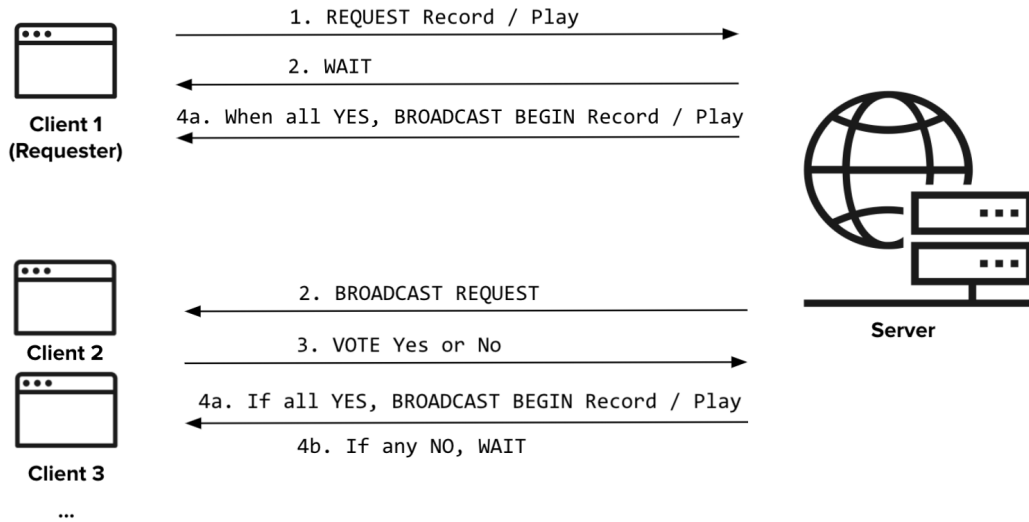 1. REQUEST Record / Play
2. WAIT
4a. When all YES, BROADCAST BEGIN Record / Play
Client 1
(Requester)
2. BROADCAST REQUEST
Server
3. VOTE Yes or No
Client 2
4a. If all YES, BROADCAST BEGIN Record / Play
4b. If any NO, WAIT
Client 3
...